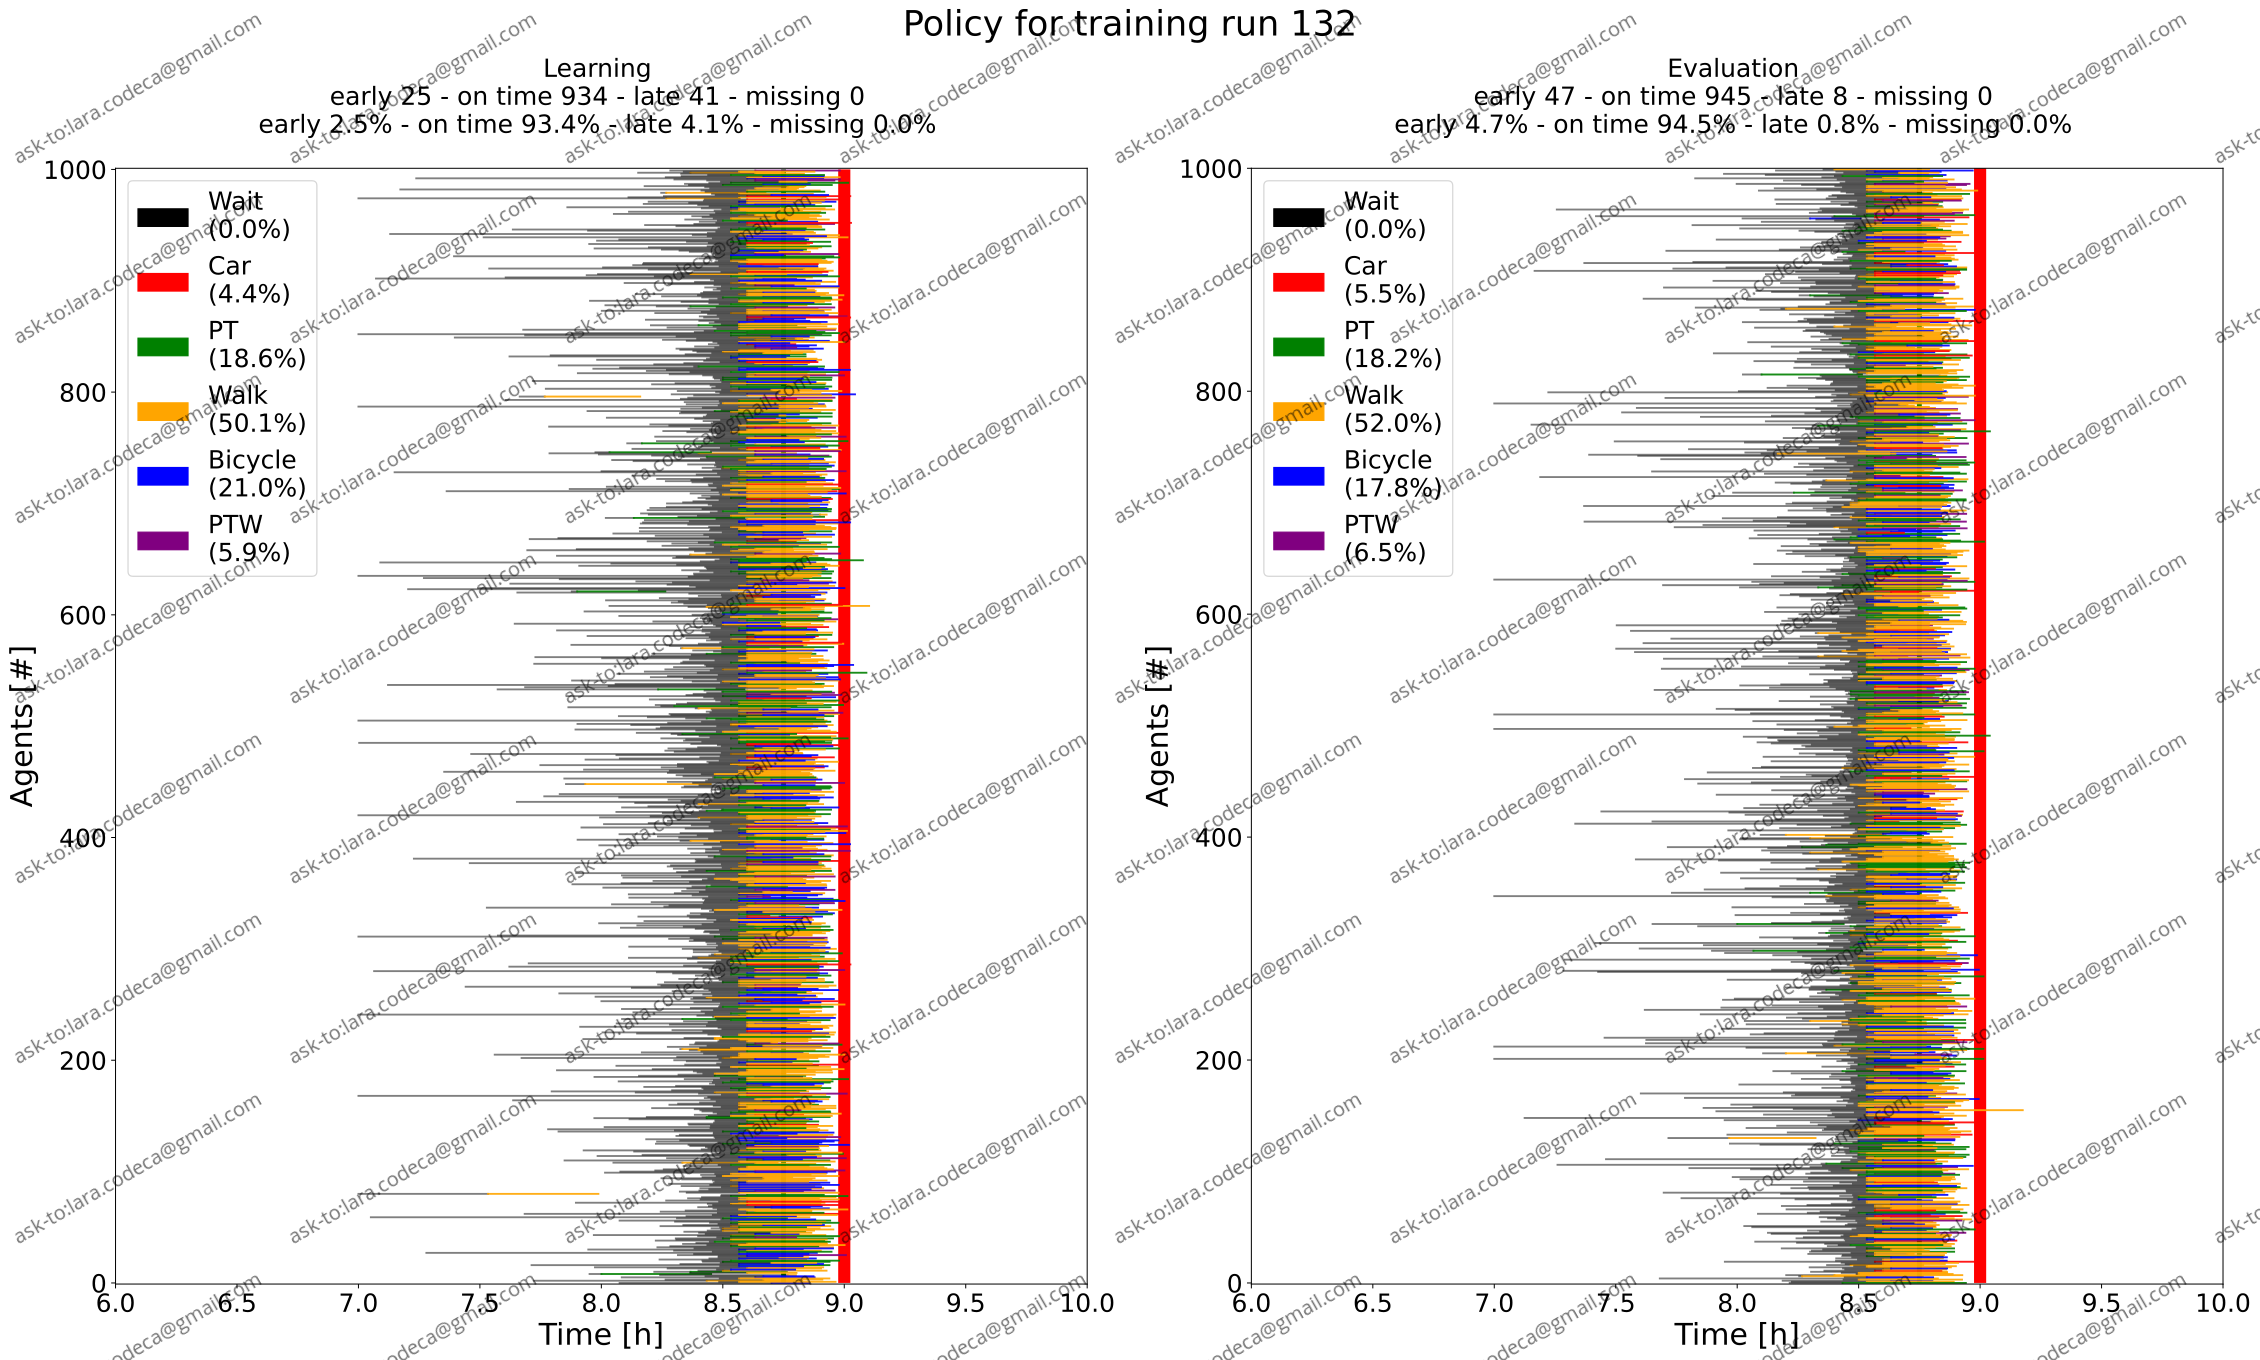 Policy for training run 132
Learning
early 25 - on time 934 - late 41 - missing 0
early 2.5% - on time 93.4% - late 4.1% - missing 0.0%
Agents [#]
1000
800
600
400
200
0
Wait
(0.0%)
Car
(4.4%)
PT
(18.6%)
Walk
(50.1%)
Bicycle
(21.0%)
PTW
(5.9%)
6.0 6.5 7.0 7.5 8.0 8.5 9.0 9.5 10.0
Time [h]
Evaluation
early 47 - on time 945 - late 8 - missing 0
early 4.7% - on time 94.5% - late 0.8% - missing 0.0%
Agents [#]
1000
800
600
400
200
0
Wait
(0.0%)
Car
(5.5%)
PT
(18.2%)
Walk
(52.0%)
Bicycle
(17.8%)
PTW
(6.5%)
6.0 6.5 7.0 7.5 8.0 8.5 9.0 9.5 10.0
Time [h]
ask-to:lara.codeca@gmail.com